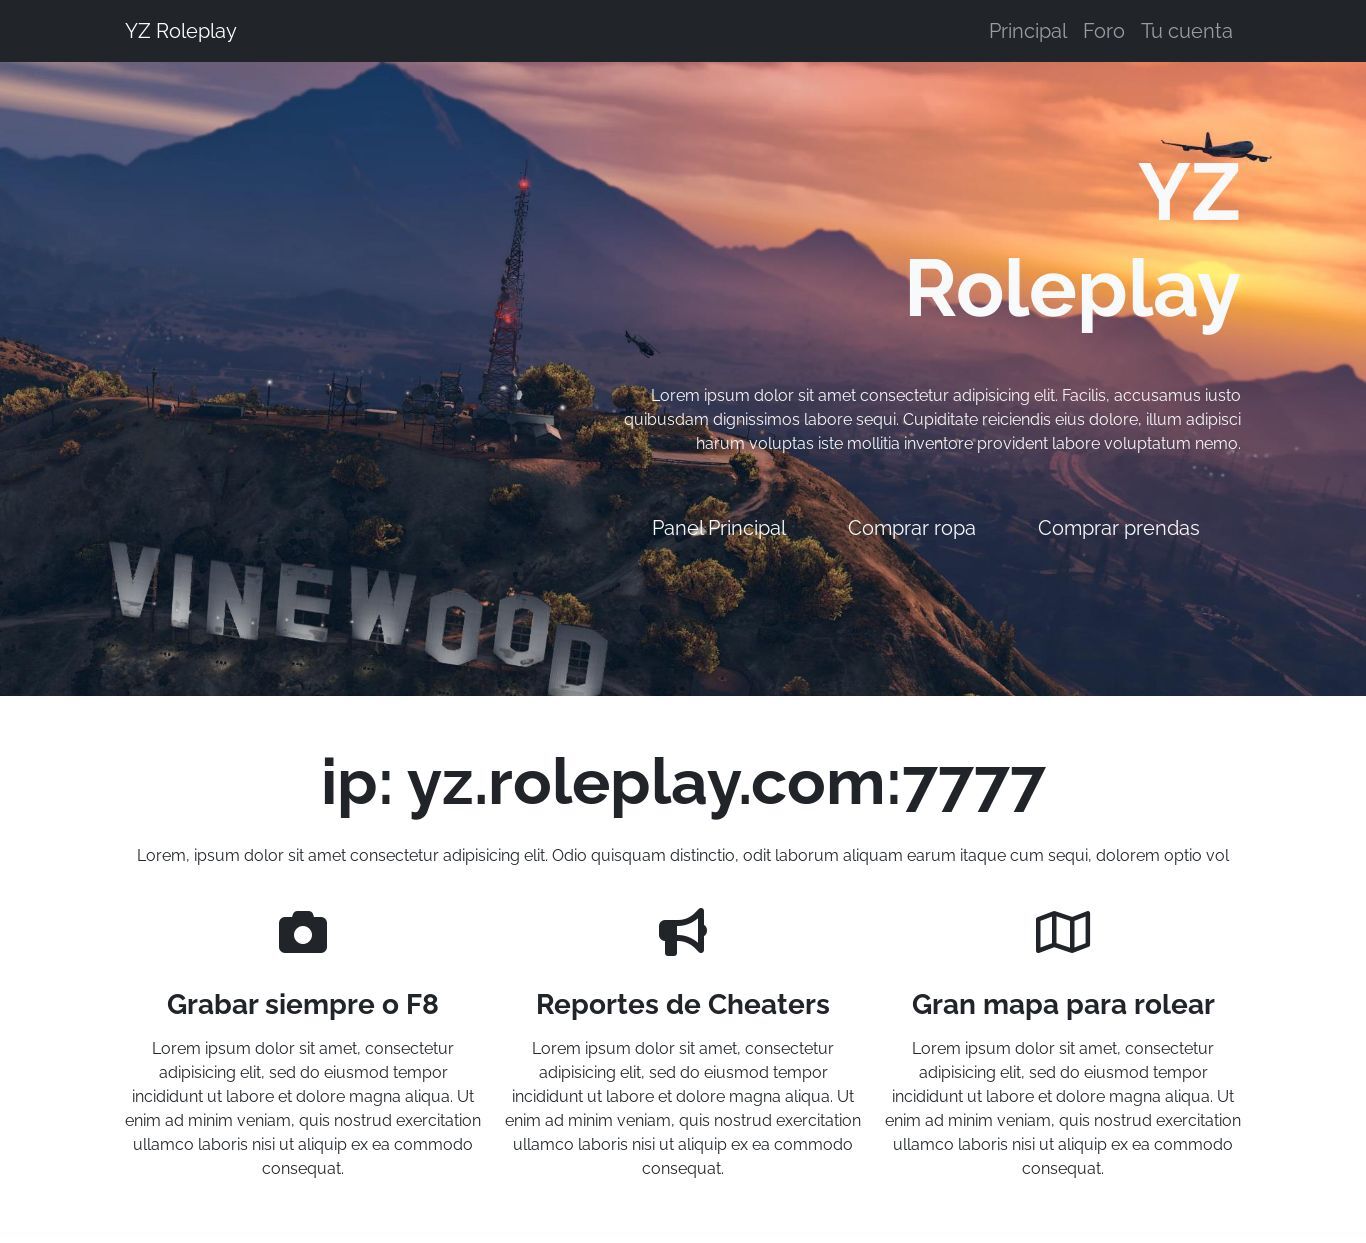 YZ Roleplay
Principal Foro Tu cuenta
YZ
Roleplay
Lorem ipsum dolor sit amet consectetur adipisicing elit. Facilis, accusamus iusto
quibusdam dignissimos labore sequi. Cupiditate reiciendis eius dolore, illum adipisci
harum voluptas iste mollitia inventore provident labore voluptatum nemo.
Panel Principal Comprar ropa Comprar prendas
VINEWOOD
ip: yz.roleplay.com:7777
Lorem, ipsum dolor sit amet consectetur adipisicing elit. Odio quisquam distinctio, odit laborum aliquam earum itaque cum sequi, dolorem optio vol
Grabar siempre o F8
Lorem ipsum dolor sit amet, consectetur
adipisicing elit, sed do eiusmod tempor
incididunt ut labore et dolore magna aliqua. Ut
enim ad minim veniam, quis nostrud exercitation
ullamco laboris nisi ut aliquip ex ea commodo
consequat.
Reportes de Cheaters
Lorem ipsum dolor sit amet, consectetur
adipisicing elit, sed do eiusmod tempor
incididunt ut labore et dolore magna aliqua. Ut
enim ad minim veniam, quis nostrud exercitation
ullamco laboris nisi ut aliquip ex ea commodo
consequat.
Gran mapa para rolear
Lorem ipsum dolor sit amet, consectetur
adipisicing elit, sed do eiusmod tempor
incididunt ut labore et dolore magna aliqua. Ut
enim ad minim veniam, quis nostrud exercitation
ullamco laboris nisi ut aliquip ex ea commodo
consequat.